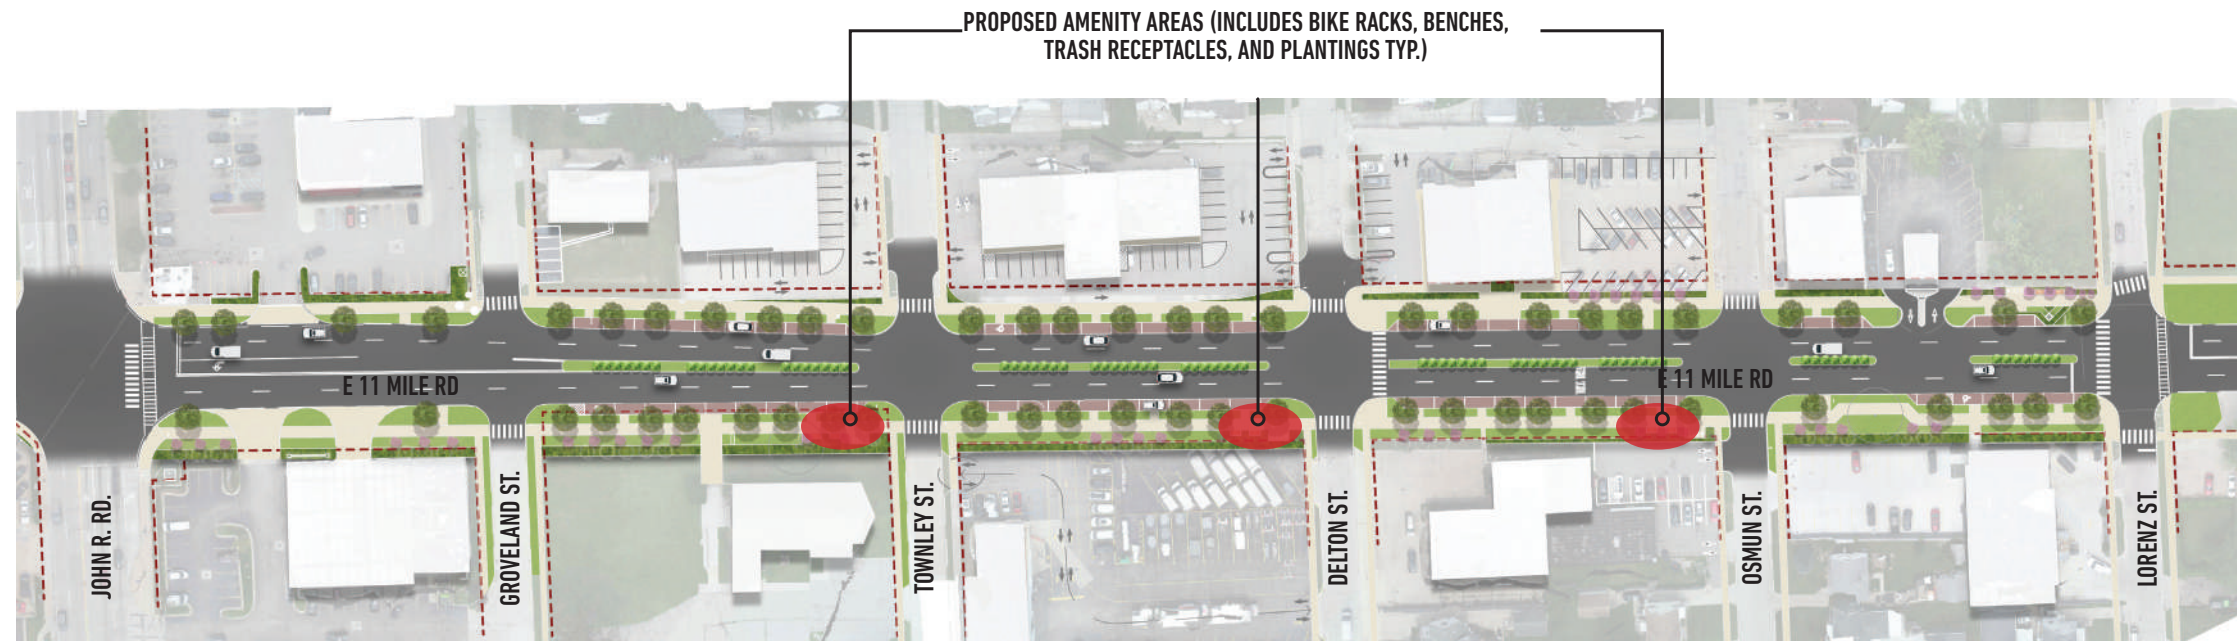 PROPOSED AMENITY AREAS (INCLUDES BIKE RACKS, BENCHES,
TRASH RECEPTACLES, AND PLANTINGS TYP.)
E 11 MILE RD
E 11 MILE RD
JOHN R. RD.
GROVELAND ST.
TOWNLEY ST.
DELTON ST.
OSMUN ST.
LORENZ ST.